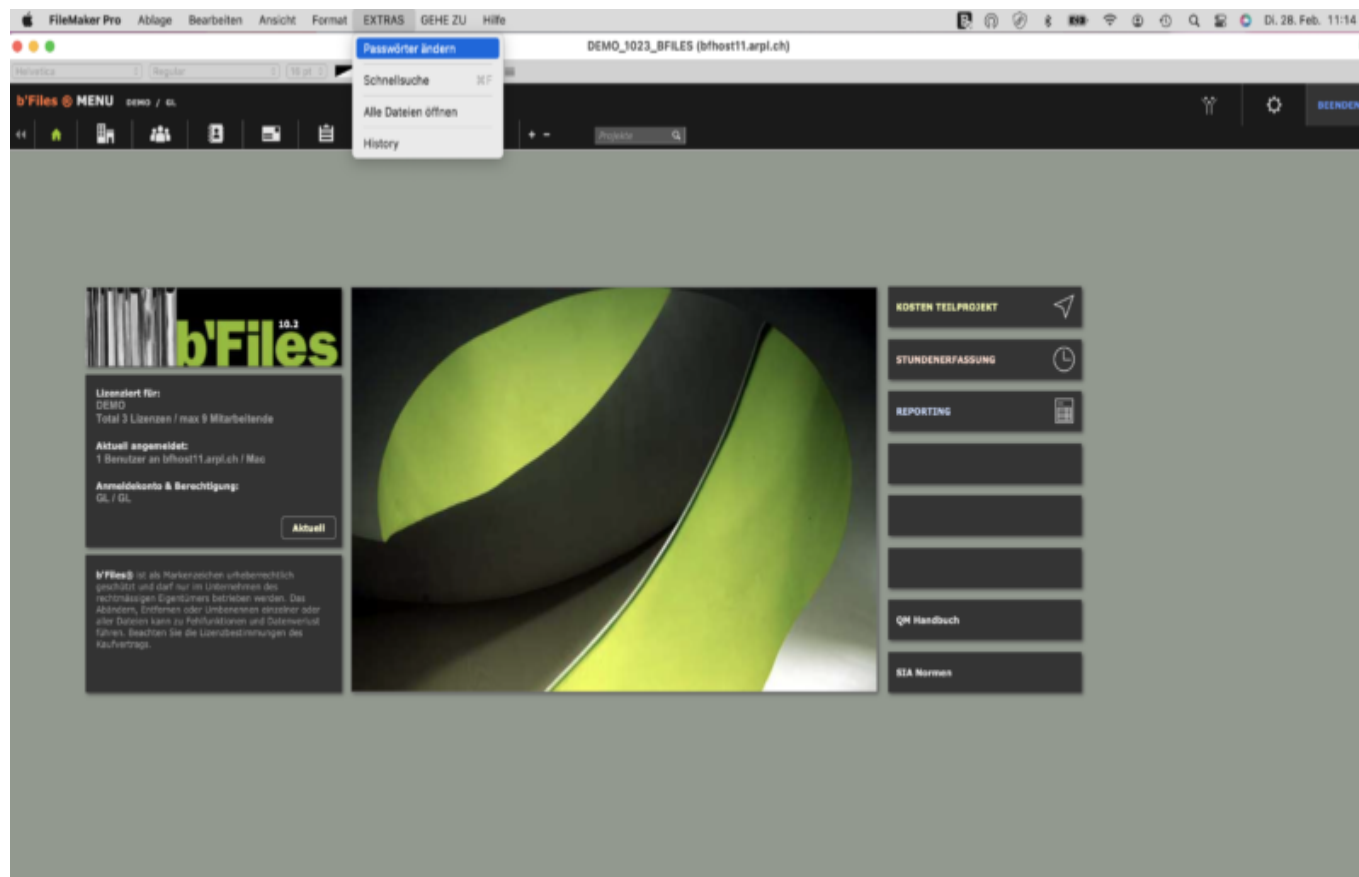 FileMaker Pro Ablage Bearbeiten Ansicht Format EXTRAS GEHE ZU Hilfe Di. 28. Feb. 11:14
DEMO_1023_BFILES (bfhost11.arpl.ch)
Helvetica Regular 18 pt
Passwörter ändern
Schnellsuche ⌘F
Alle Dateien öffnen
History
b'Files ® MENU DEMO / GL
BEENDEN
+ -
Projekte
b'Files
10.2
Lizenziert für:
DEMO
Total 3 Lizenzen / max 9 Mitarbeitende
Aktuell angemeldet:
1 Benutzer an bfhost11.arpl.ch / Mac
Anmeldekonto & Berechtigung:
GL / GL
Aktuell
b'Files® ist als Markenzeichen urheberrechtlich
geschützt und darf nur im Unternehmen des
rechtmässigen Eigentümers betrieben werden. Das
Abändern, Entfernen oder Umbenennen einzelner oder
aller Dateien kann zu Fehlfunktionen und Datenverlust
führen. Beachten Sie die Lizenzbestimmungen des
Kaufvertrags.
KOSTEN TEILPROJEKT
STUNDENERFASSUNG
REPORTING
QM Handbuch
SIA Normen